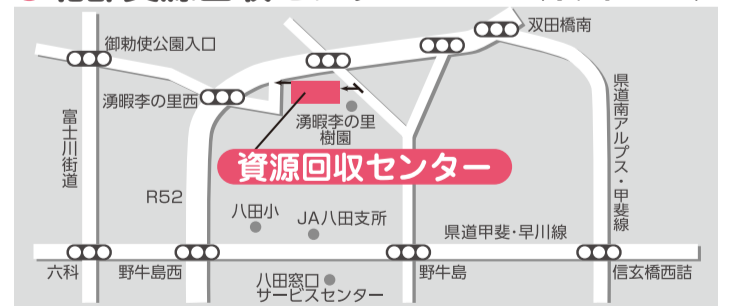 双田橋南
御勅使公園入口
湧暇李の里西
湧暇李の里
樹園
富士川街道
県道南アルプス・甲斐線
資源回収センター
R52
八田小
JA八田支所
県道甲斐・早川線
六科
野牛島西
八田窓口
サービスセンター
野牛島
信玄橋西詰